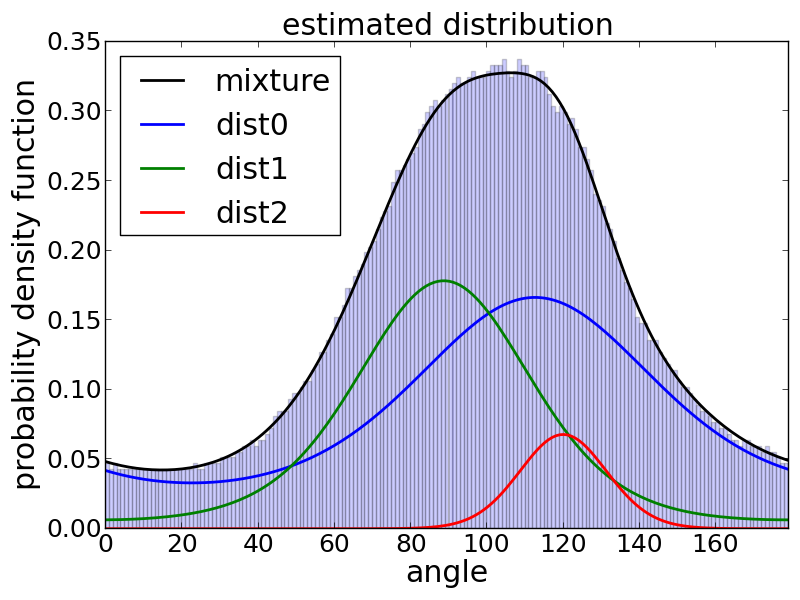 estimated distribution
probability density function
0.35
0.30
0.25
0.20
0.15
0.10
0.05
0.00
mixture
dist0
dist1
dist2
0 20 40 60 80 100 120 140 160
angle